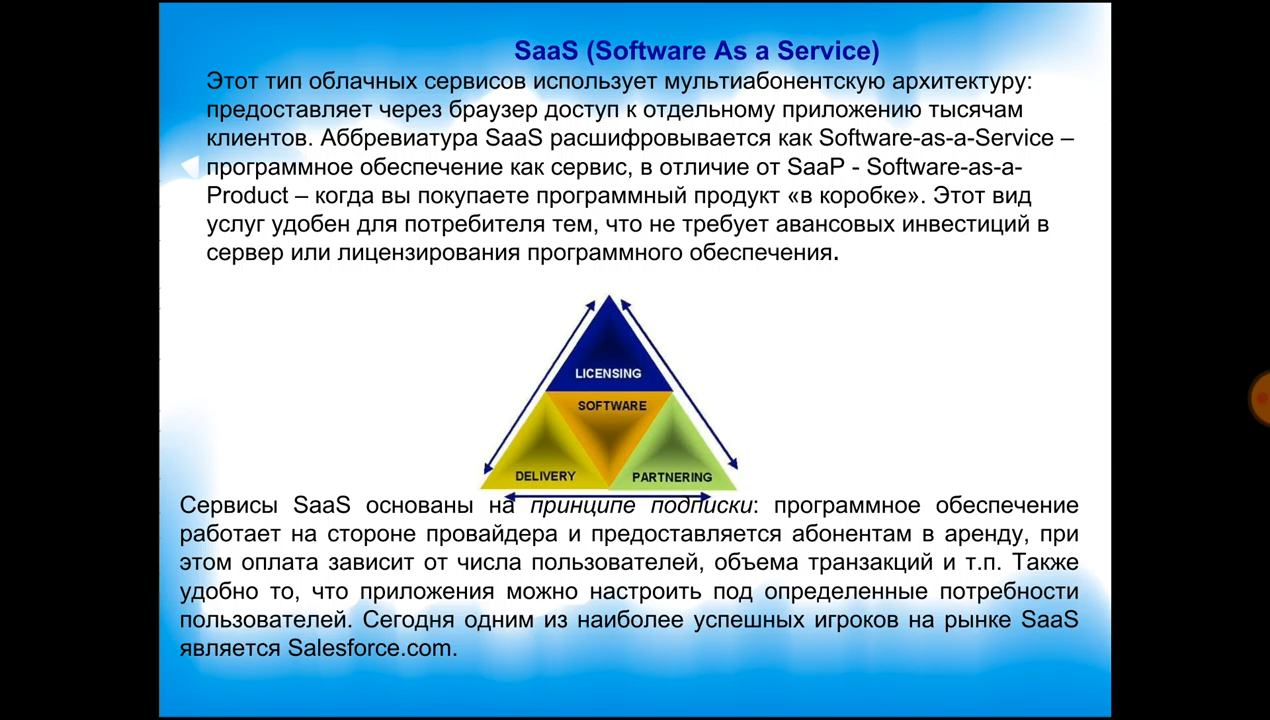 SaaS (Software As a Service)
Этот тип облачных сервисов использует мультиабонентскую архитектуру:
предоставляет через браузер доступ к отдельному приложению тысячам
клиентов. Аббревиатура SaaS расшифровывается как Software-as-a-Service –
программное обеспечение как сервис, в отличие от SaaP - Software-as-a-
Product – когда вы покупаете программный продукт «в коробке». Этот вид
услуг удобен для потребителя тем, что не требует авансовых инвестиций в
сервер или лицензирования программного обеспечения.
LICENSING
SOFTWARE
DELIVERY
PARTNERING
Сервисы SaaS основаны на принципе подписки: программное обеспечение
работает на стороне провайдера и предоставляется абонентам в аренду, при
этом оплата зависит от числа пользователей, объема транзакций и т.п. Также
удобно то, что приложения можно настроить под определенные потребности
пользователей. Сегодня одним из наиболее успешных игроков на рынке SaaS
является Salesforce.com.